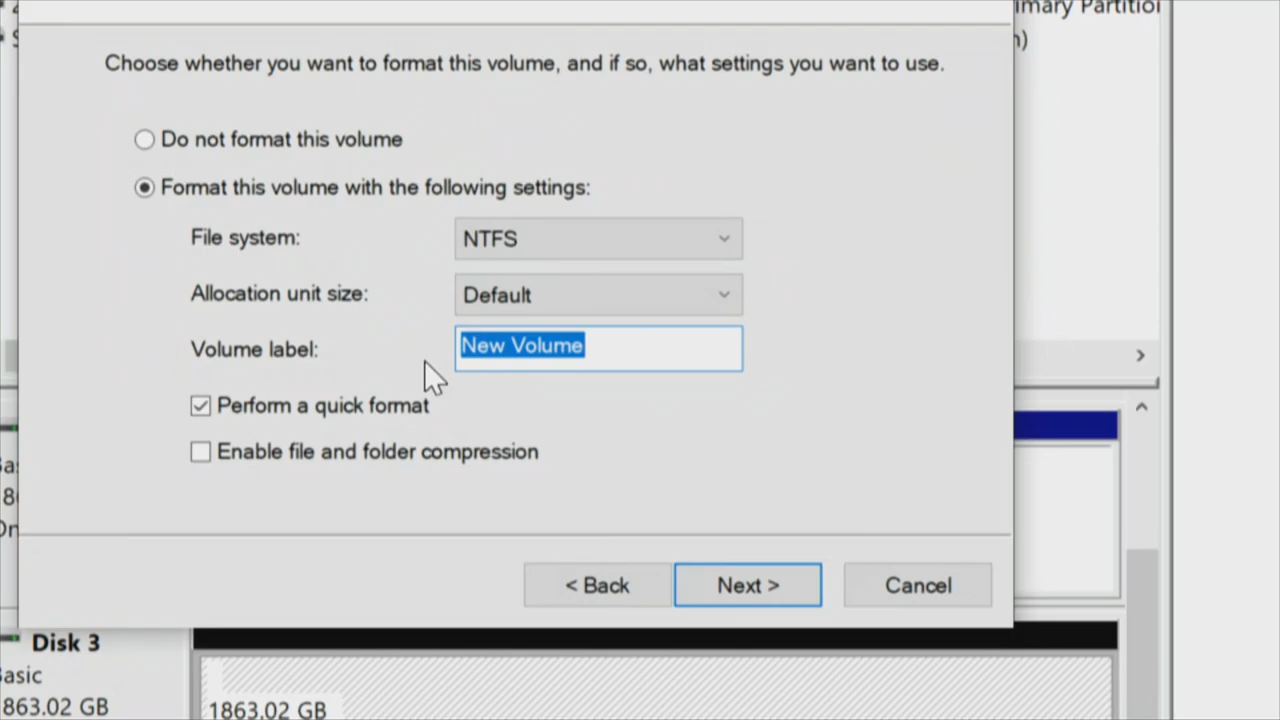 imary Partitio
Choose whether you want to format this volume, and if so, what settings you want to use.
Do not format this volume
Format this volume with the following settings:
File system:
NTFS
Allocation unit size:
Default
Volume label:
New Volume
Perform a quick format
Enable file and folder compression
< Back
Next >
Cancel
Disk 3
asic
863.02 GB
1863.02 GB